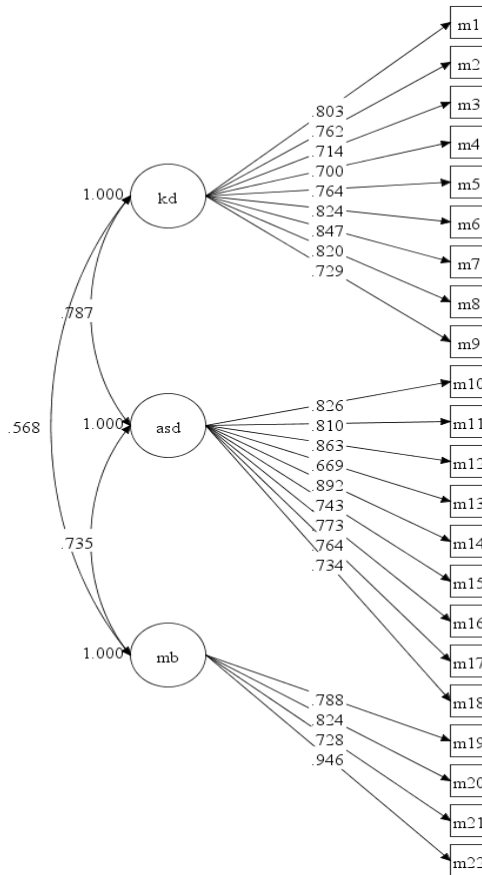 m1
m2
m3
m4
m5
m6
m7
m8
m9
m10
m11
m12
m13
m14
m15
m16
m17
m18
m19
m20
m21
m22
.803
.762
.714
.700
.764
.824
.847
.820
.729
1.000
kd
.787
.568
.826
.810
.863
.669
.892
.743
.773
.764
.734
1.000
asd
.735
1.000
mb
.788
.824
.728
.946